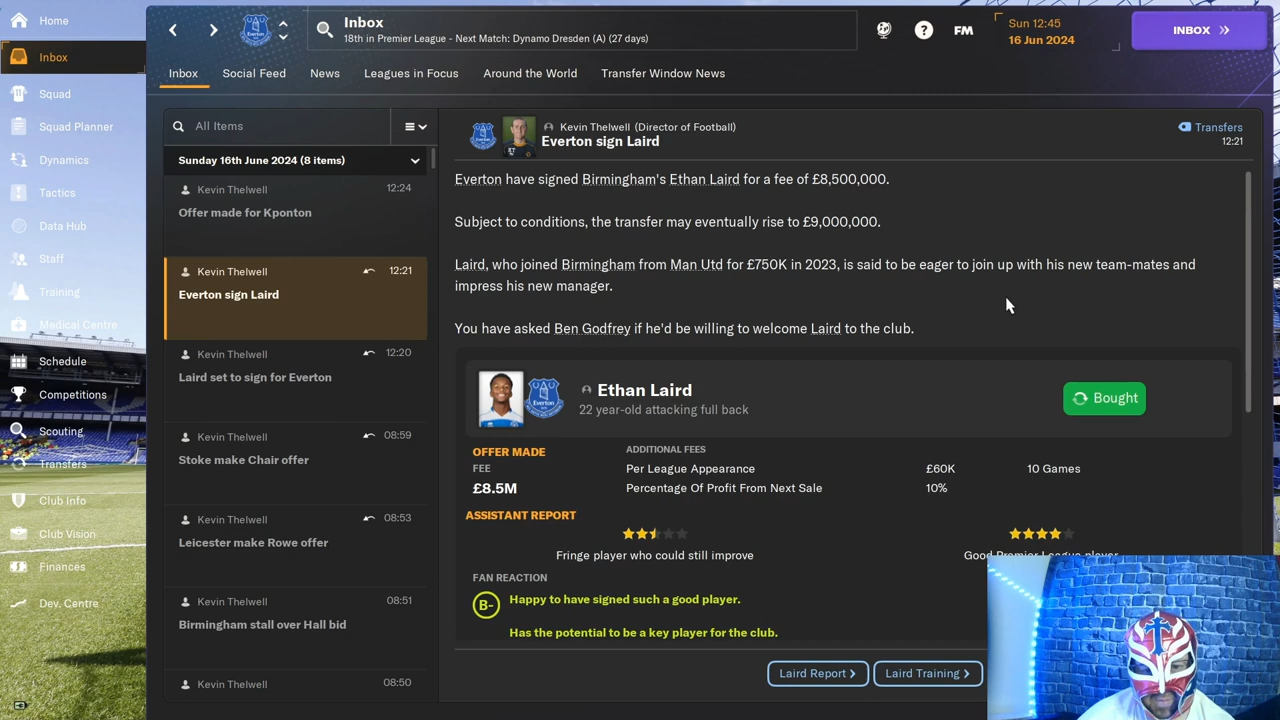 Home
Inbox
Squad
Squad Planner
Dynamics
Tactics
Data Hub
Staff
Training
Medical Centre
Schedule
Competitions
Scouting
Transfers
Club Info
Club Vision
Finances
Dev. Centre
Inbox
18th in Premier League - Next Match: Dynamo Dresden (A) (27 days)
?
FM
Sun 12:45
16 Jun 2024
INBOX
Inbox Social Feed News Leagues in Focus Around the World Transfer Window News
All Items
Sunday 16th June 2024 (8 items)
Kevin Thelwell 12:24
Offer made for Kponton
Kevin Thelwell 12:21
Everton sign Laird
Kevin Thelwell 12:20
Laird set to sign for Everton
Kevin Thelwell 08:59
Stoke make Chair offer
Kevin Thelwell 08:53
Leicester make Rowe offer
Kevin Thelwell 08:51
Birmingham stall over Hall bid
Kevin Thelwell 08:50
Kevin Thelwell (Director of Football)
Everton sign Laird
Transfers
12:21
Everton have signed Birmingham's Ethan Laird for a fee of £8,500,000.
Subject to conditions, the transfer may eventually rise to £9,000,000.
Laird, who joined Birmingham from Man Utd for £750K in 2023, is said to be eager to join up with his new team-mates and
impress his new manager.
You have asked Ben Godfrey if he'd be willing to welcome Laird to the club.
Everton
Ethan Laird
22 year-old attacking full back
Bought
OFFER MADE
FEE
£8.5M
ADDITIONAL FEES
Per League Appearance £60K 10 Games
Percentage Of Profit From Next Sale 10%
ASSISTANT REPORT
Fringe player who could still improve
Good Premier League player
FAN REACTION
B-
Happy to have signed such a good player.
Has the potential to be a key player for the club.
Laird Report
Laird Training